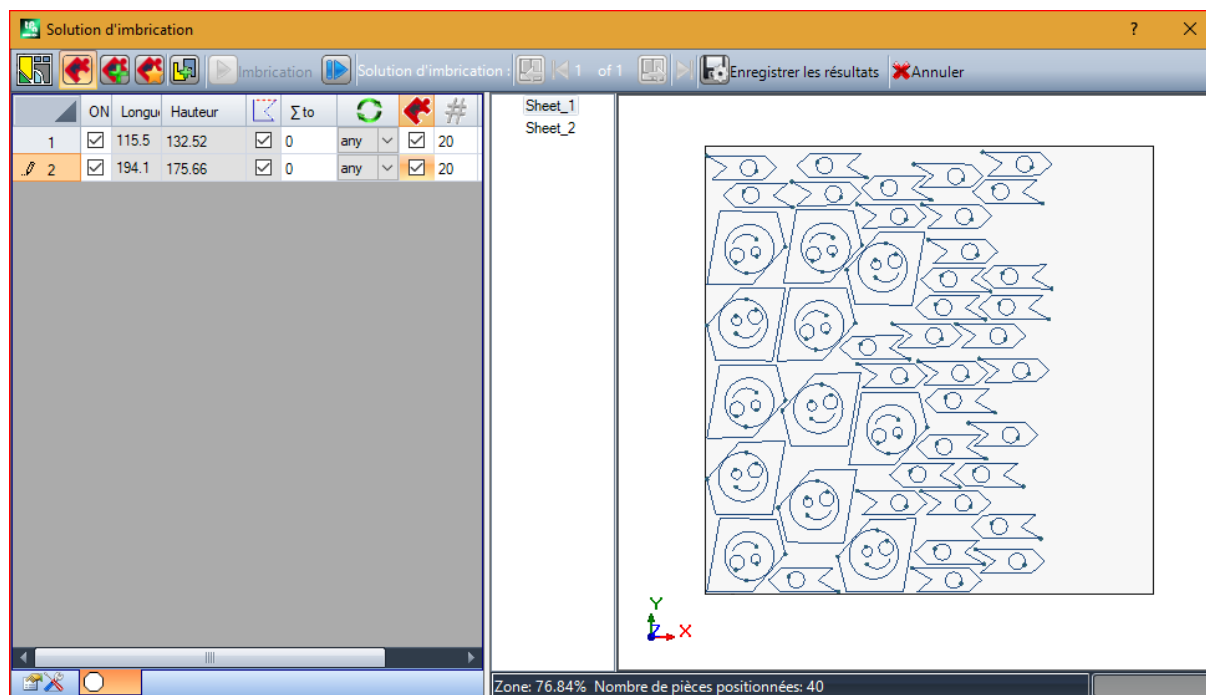 Solution d'imbrication
?
Imbrication Solution d'imbrication : 1 of 1 Enregistrer les résultats Annuler
ON Longu Hauteur Σ to #
1 115.5 132.52 0 any 20
2 194.1 175.66 0 any 20
Sheet_1
Sheet_2
Y
Z X
Zone: 76.84% Nombre de pièces positionnées: 40